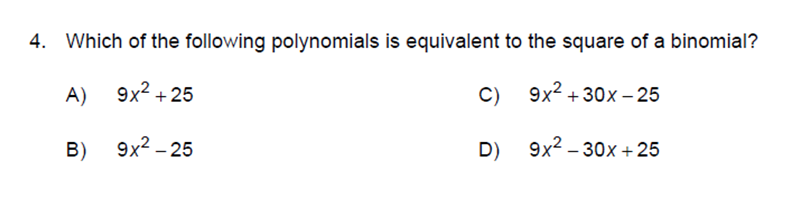 4. Which of the following polynomials is equivalent to the square of a binomial?
A) 9x² + 25 C) 9x² + 30x – 25
B) 9x² – 25 D) 9x² – 30x + 25